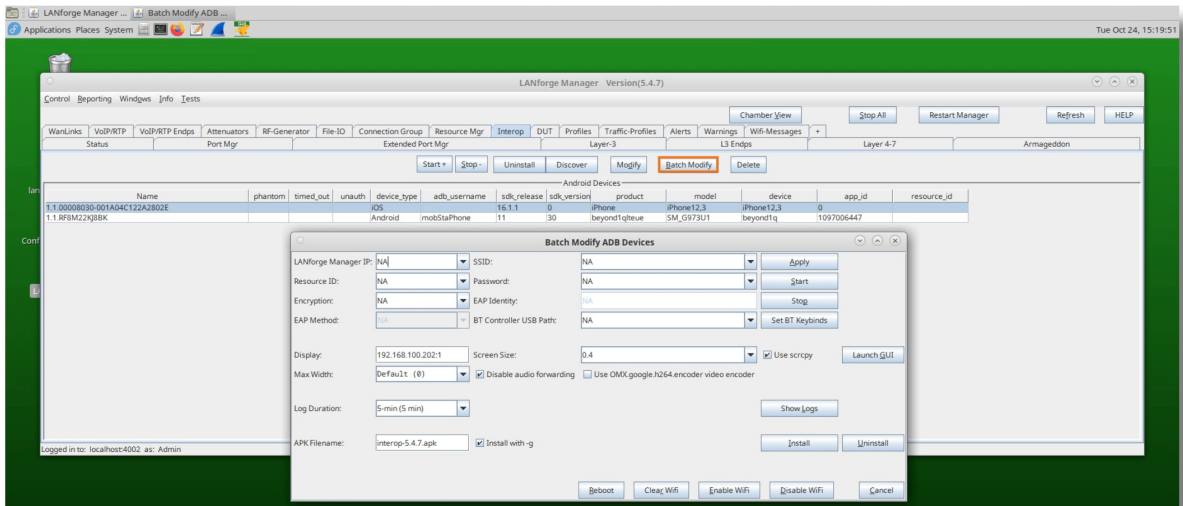 LANforge Manager ... Batch Modify ADB ...
Applications Places System Tue Oct 24, 15:19:51
LANforge Manager Version(5.4.7)
Control Reporting Windows Info Tests
Chamber View Stop All Restart Manager Refresh HELP
WanLinks VoIP/RTP VoIP/RTP Endps Attenuators RF-Generator File-IO Connection Group Resource Mgr Interop DUT Profiles Traffic-Profiles Alerts Warnings Wifi-Messages +
Status Port Mgr Extended Port Mgr Layer-3 L3 Endps Layer 4-7 Armageddon
Start + Stop - Uninstall Discover Modify Batch Modify Delete
Android Devices
Name phantom timed_out unauth device_type adb_username sdk_release sdk_version product model device app_id resource_id
1.1.00008030-001A04C122A2802E iOS 16.1.1 0 iPhone iPhone12,3 iPhone12,3 0
1.1.RF8M22KJ8BK Android mobStaPhone 11 30 beyond1qlteue SM_G973U1 beyond1q 1097006447
lan
Conf
L
Batch Modify ADB Devices
LANforge Manager IP: NA SSID: NA Apply
Resource ID: NA Password: NA Start
Encryption: NA EAP Identity: NA Stop
EAP Method: NA BT Controller USB Path: NA Set BT Keybinds
Display: 192.168.100.202:1 Screen Size: 0.4 Use scrcpy Launch GUI
Max Width: Default (0) Disable audio forwarding Use OMX.google.h264.encoder video encoder
Log Duration: 5-min (5 min) Show Logs
APK Filename: interop-5.4.7.apk Install with -g Install Uninstall
Logged in to: localhost:4002 as: Admin
Reboot Clear Wifi Enable WiFi Disable WiFi Cancel